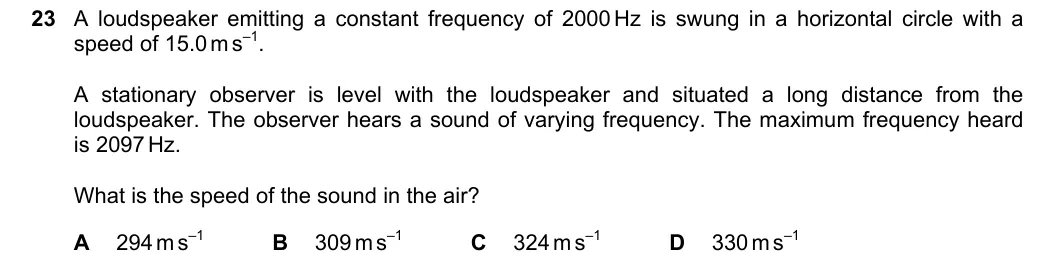 23 A loudspeaker emitting a constant frequency of 2000 Hz is swung in a horizontal circle with a
speed of 15.0 m s⁻¹.
A stationary observer is level with the loudspeaker and situated a long distance from the
loudspeaker. The observer hears a sound of varying frequency. The maximum frequency heard
is 2097 Hz.
What is the speed of the sound in the air?
A 294 m s⁻¹ B 309 m s⁻¹ C 324 m s⁻¹ D 330 m s⁻¹